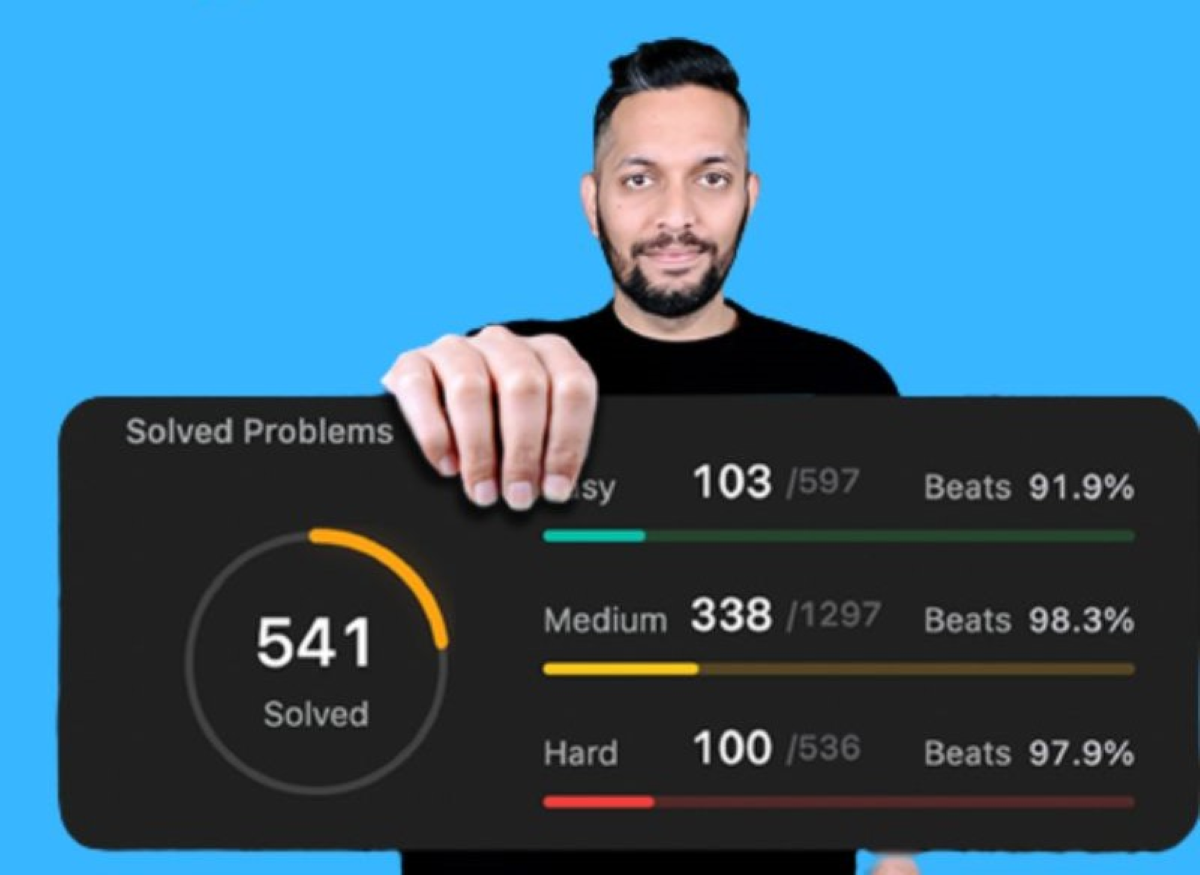 Solved Problems
541
Solved
103 /597 Beats 91.9%
Medium 338 /1297 Beats 98.3%
Hard 100 /536 Beats 97.9%